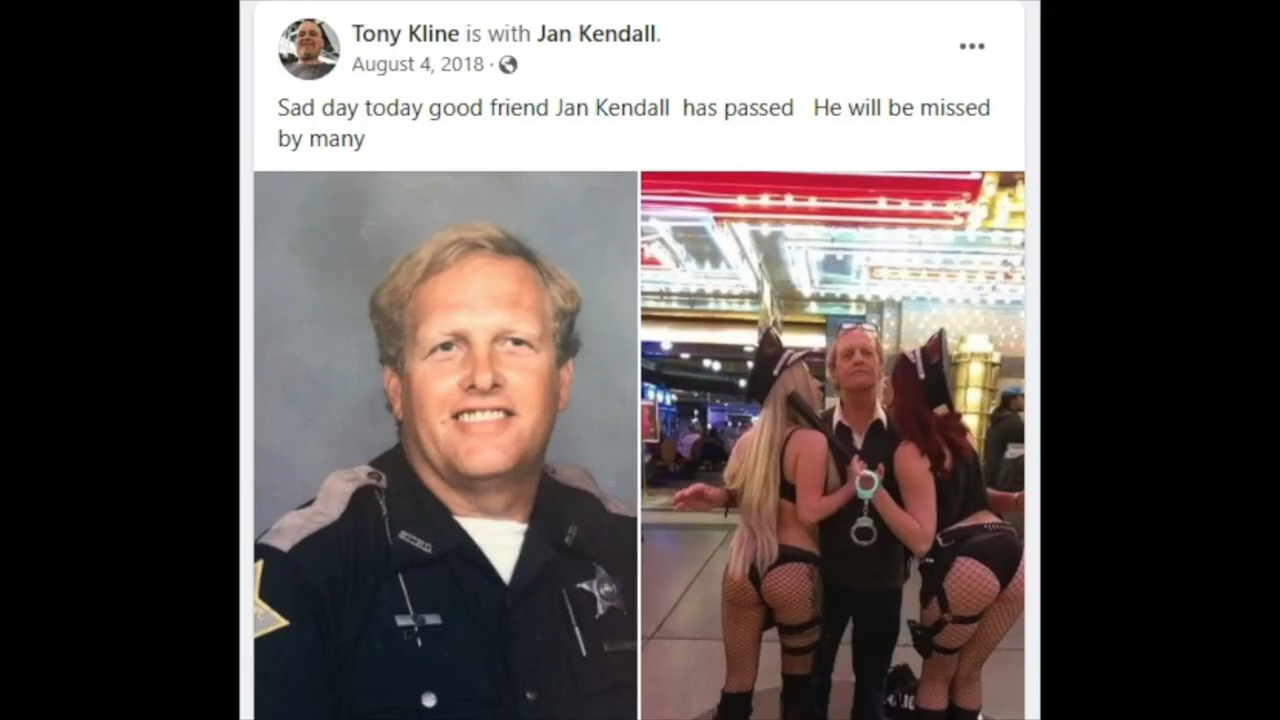 Tony Kline is with Jan Kendall.
August 4, 2018 ·
Sad day today good friend Jan Kendall has passed He will be missed
by many